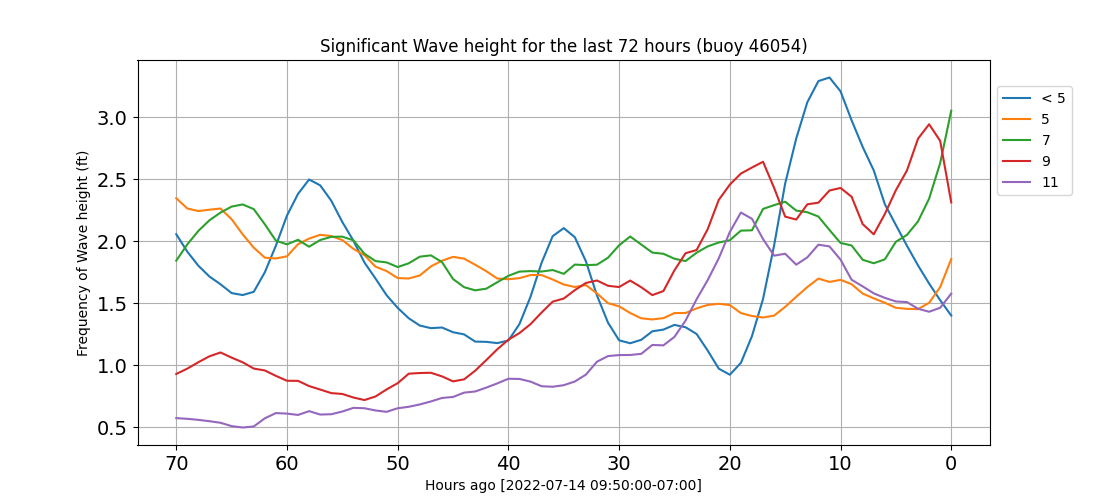 Significant Wave height for the last 72 hours (buoy 46054)
Frequency of Wave height (ft)
3.0
2.5
2.0
1.5
1.0
0.5
70 60 50 40 30 20 10 0
Hours ago [2022-07-14 09:50:00-07:00]
< 5
5
7
9
11